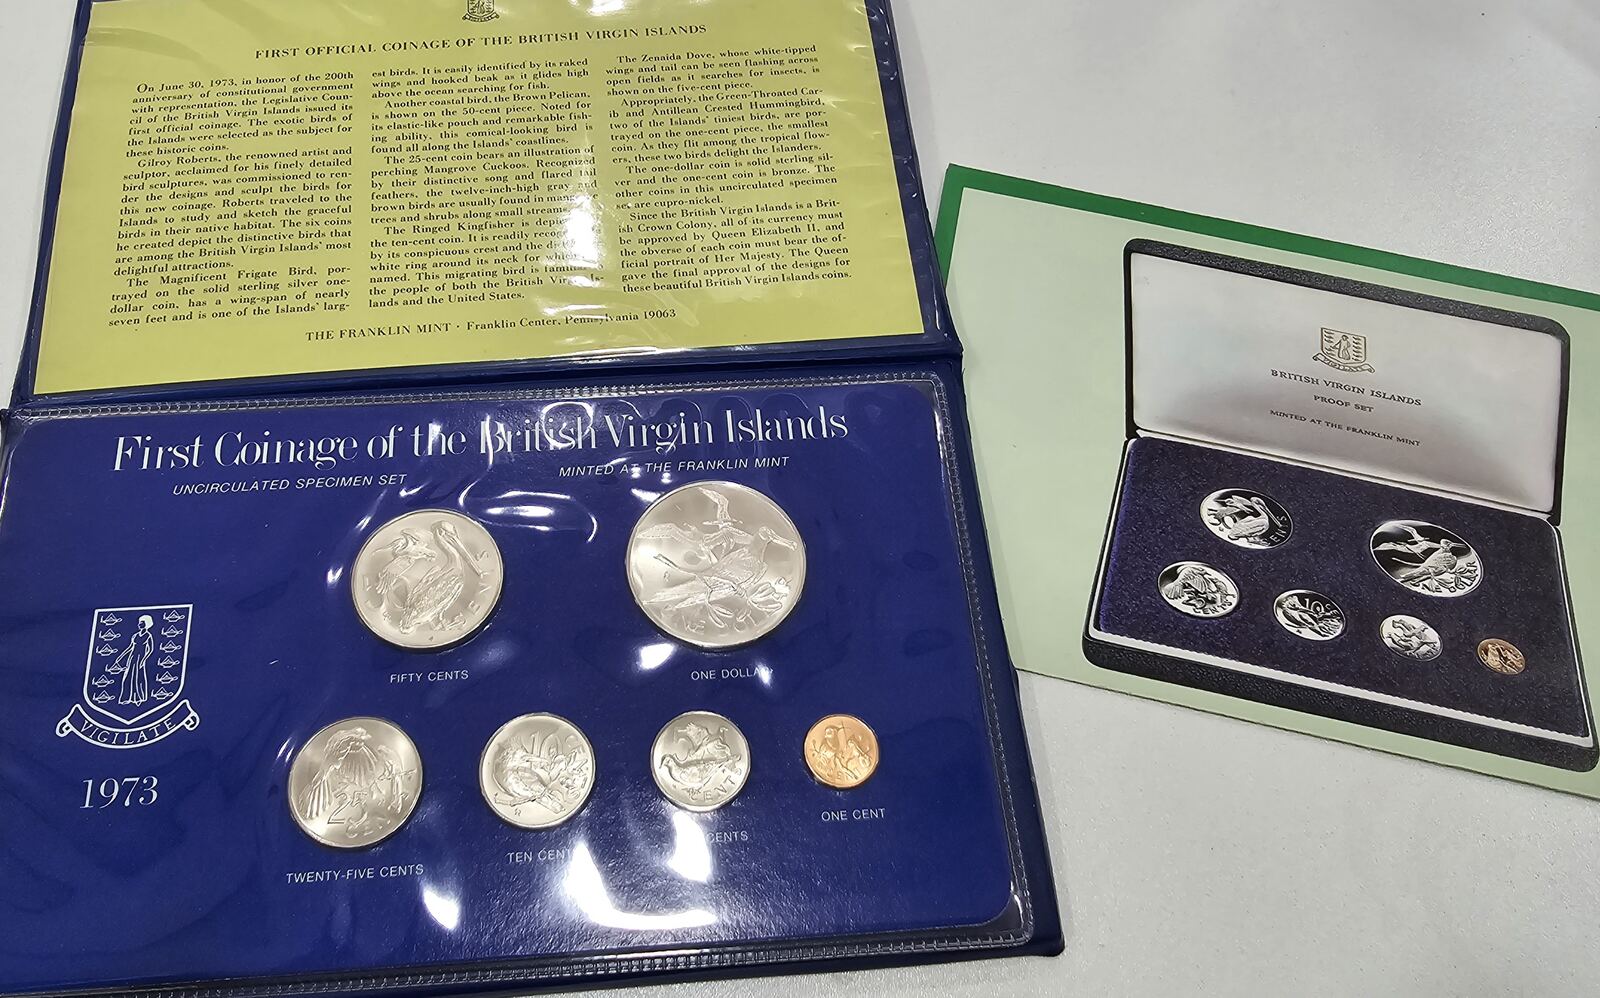 VIGILATE
FIRST OFFICIAL COINAGE OF THE BRITISH VIRGIN ISLANDS
On June 30, 1973, in honor of the 200th
anniversary of constitutional government
with representation, the Legislative Coun-
cil of the British Virgin Islands issued its
first official coinage. The exotic birds of
the Islands were selected as the subject for
these historic coins.
Gilroy Roberts, the renowned artist and
sculptor, acclaimed for his finely detailed
bird sculptures, was commissioned to ren-
der the designs and sculpt the birds for
this new coinage. Roberts traveled to the
Islands to study and sketch the graceful
birds in their native habitat. The six coins
he created depict the distinctive birds that
are among the British Virgin Islands' most
delightful attractions.
The Magnificent Frigate Bird, por-
trayed on the solid sterling silver one-
dollar coin, has a wing-span of nearly
seven feet and is one of the Islands' larg-
est birds. It is easily identified by its raked
wings and hooked beak as it glides high
above the ocean searching for fish.
Another coastal bird, the Brown Pelican,
is shown on the 50-cent piece. Noted for
its elastic-like pouch and remarkable fish-
ing ability, this comical-looking bird is
found all along the Islands' coastlines.
The 25-cent coin bears an illustration of
perching Mangrove Cuckoos. Recognized
by their distinctive song and flared tail
feathers, the twelve-inch-high gray and
brown birds are usually found in
trees and shrubs along small
The Ringed Kingfisher is
the ten-cent coin. It is readily
by its conspicuous crest and the
white ring around its neck for
named. This migrating bird is
the people of both the British Is-
lands and the United States.
The Zenaida Dove, whose white-tipped
wings and tail can be seen flashing across
open fields as it searches for insects, is
shown on the five-cent piece.
Appropriately, the Green-Throated Car-
ib and Antillean Crested Hummingbird,
two of the Islands' tiniest birds, are por-
trayed on the one-cent piece, the smallest
coin. As they flit among the tropical flow-
ers, these two birds delight the Islanders.
The one-dollar coin is solid sterling sil-
ver and the one-cent coin is bronze. The
other coins in this uncirculated specimen
set are cupro-nickel.
Since the British Virgin Islands is a Brit-
ish Crown Colony, all of its currency must
be approved by Queen Elizabeth II, and
the obverse of each coin must bear the of-
ficial portrait of Her Majesty. The Queen
gave the final approval of the designs for
these beautiful British Virgin Islands coins.
THE FRANKLIN MINT · Franklin Center, Pennsylvania 19063
First Coinage of the British Virgin Islands
UNCIRCULATED SPECIMEN SET
MINTED AT THE FRANKLIN MINT
CENTS
FIFTY CENTS
ONE DOLLAR
VIGILATE
1973
25
CENTS
TWENTY-FIVE CENTS
10
TEN CENT
CENTS
CENTS
ONE CENT
BRITISH VIRGIN ISLANDS
PROOF SET
MINTED AT THE FRANKLIN MINT
50
CENTS
CENTS
10